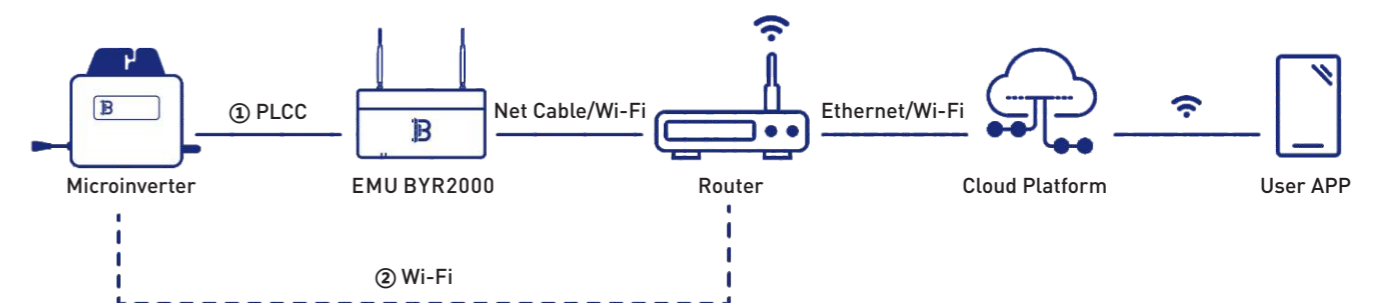 ① PLCC
Net Cable/Wi-Fi
Ethernet/Wi-Fi
B
B
Microinverter
EMU BYR2000
Router
Cloud Platform
User APP
② Wi-Fi